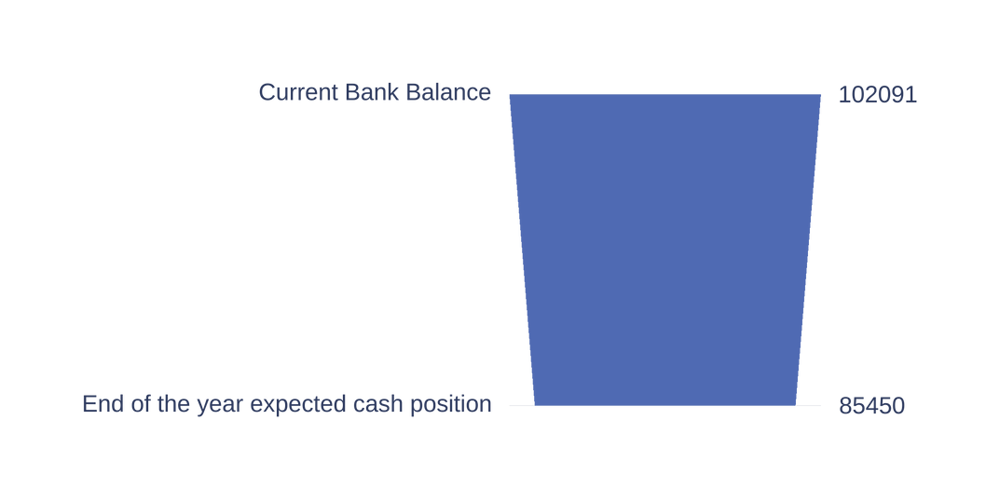 Current Bank Balance 102091
End of the year expected cash position 85450